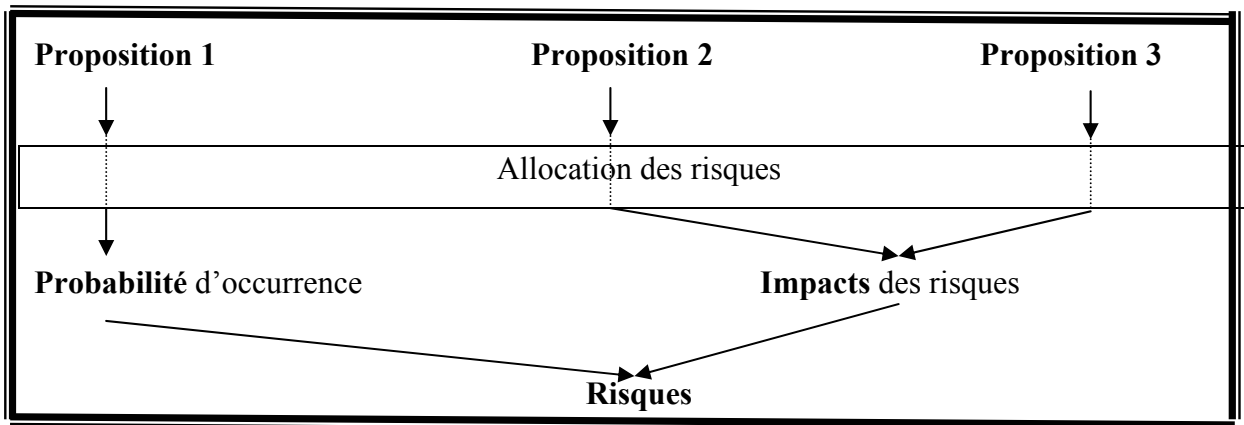 Proposition 1 Proposition 2 Proposition 3
Allocation des risques
Probabilité d’occurrence Impacts des risques
Risques